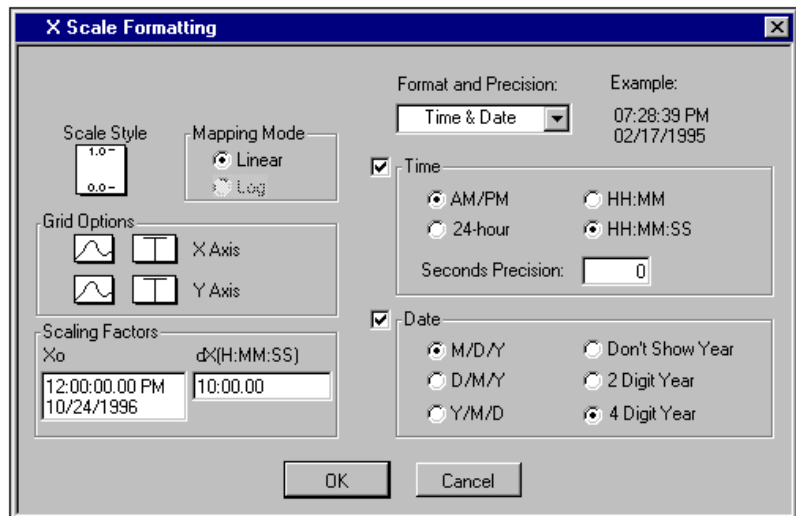 X Scale Formatting
Format and Precision:
Example:
Time & Date
07:28:39 PM
02/17/1995
Scale Style
1.0
0.0
Mapping Mode
Linear
Log
Time
AM/PM
HH:MM
24-hour
HH:MM:SS
Seconds Precision:
0
Grid Options
X Axis
Y Axis
Date
M/D/Y
Don't Show Year
D/M/Y
2 Digit Year
Y/M/D
4 Digit Year
Scaling Factors
Xo
dX(H:MM:SS)
12:00:00.00 PM
10/24/1996
10:00.00
OK
Cancel